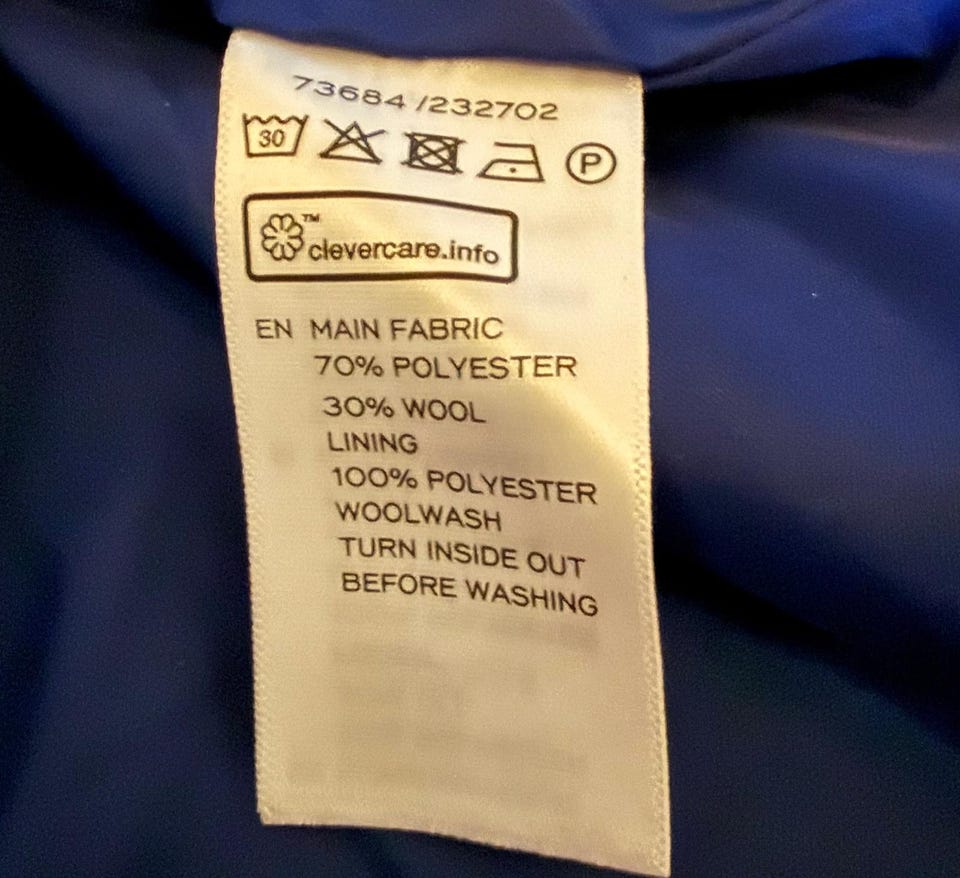 73684 /232702
30 P
™
clevercare.info
EN MAIN FABRIC
70% POLYESTER
30% WOOL
LINING
100% POLYESTER
WOOLWASH
TURN INSIDE OUT
BEFORE WASHING